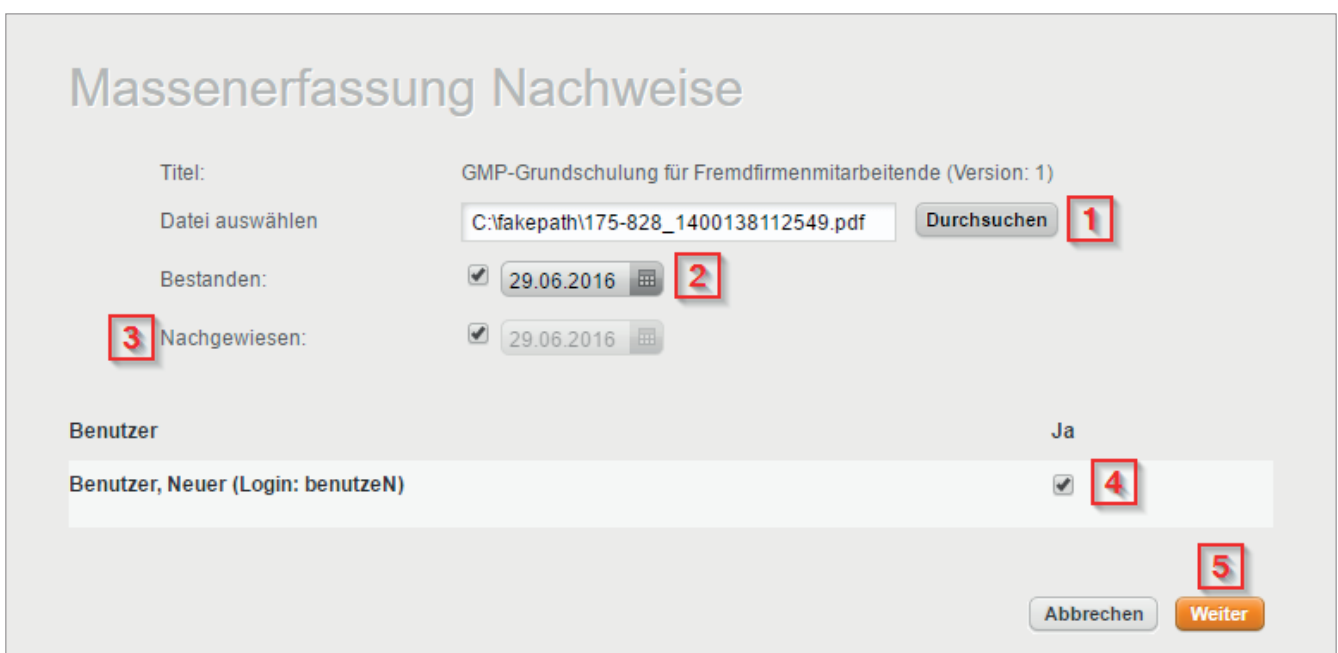 Massenerfassung Nachweise
Titel: GMP-Grundschulung für Fremdfirmenmitarbeitende (Version: 1)
Datei auswählen C:\fakepath\175-828_1400138112549.pdf Durchsuchen 1
Bestanden: 29.06.2016 2
3 Nachgewiesen: 29.06.2016
Benutzer Ja
Benutzer, Neuer (Login: benutzeN) 4
5
Abbrechen Weiter